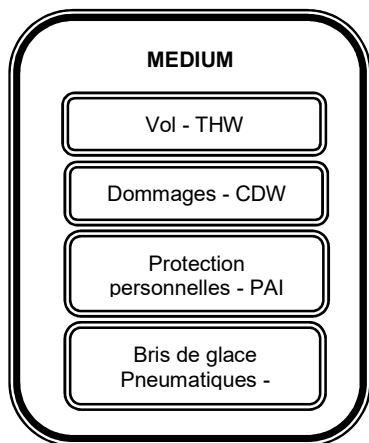 MEDIUM
Vol - THW
Dommages - CDW
Protection
personnelles - PAI
Bris de glace
Pneumatiques -